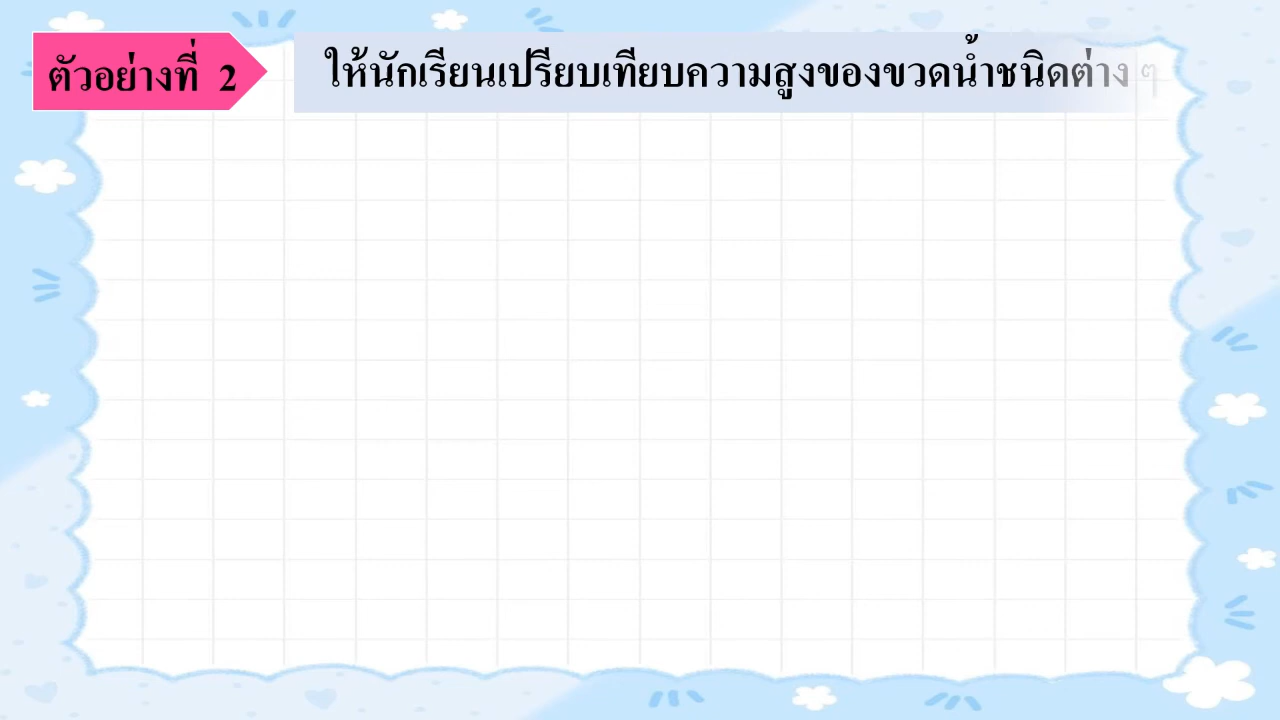 ตัวอย่างที่ 2
ให้นักเรียนเปรียบเทียบความสูงของขวดน้ำชนิดต่าง ๆ